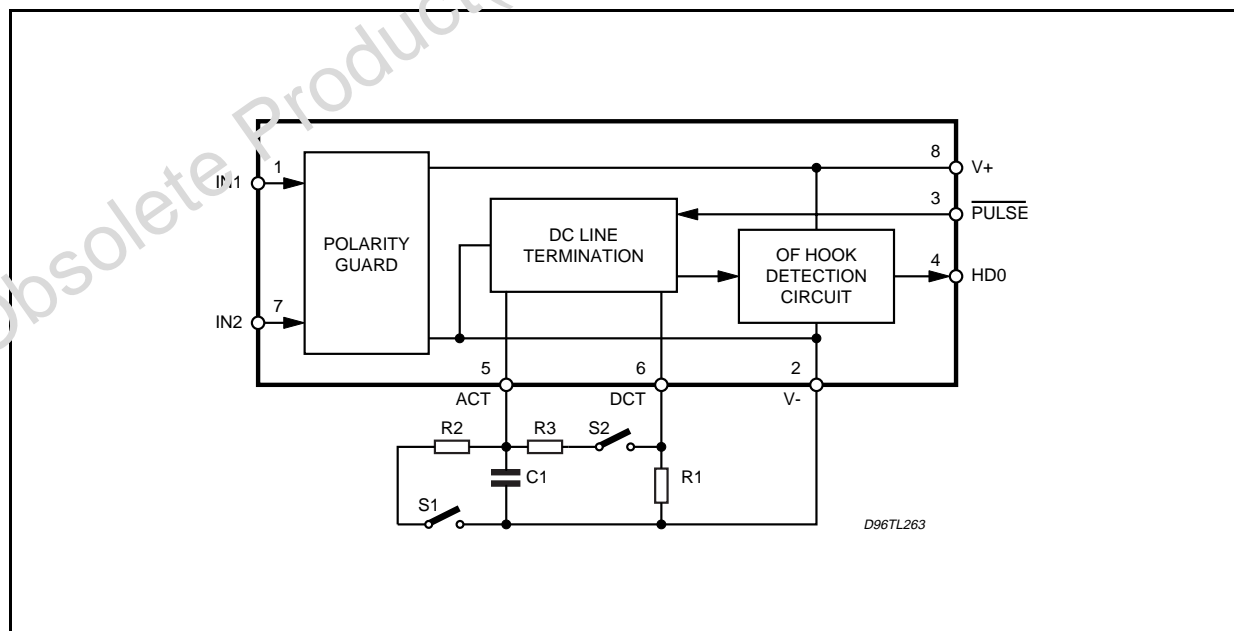 Obsolete Product(
IN1
1
POLARITY
GUARD
IN2
7
DC LINE
TERMINATION
OF HOOK
DETECTION
CIRCUIT
8
V+
3
PULSE
4
HD0
5
ACT
6
DCT
2
V-
R2
R3
S2
C1
R1
S1
D96TL263